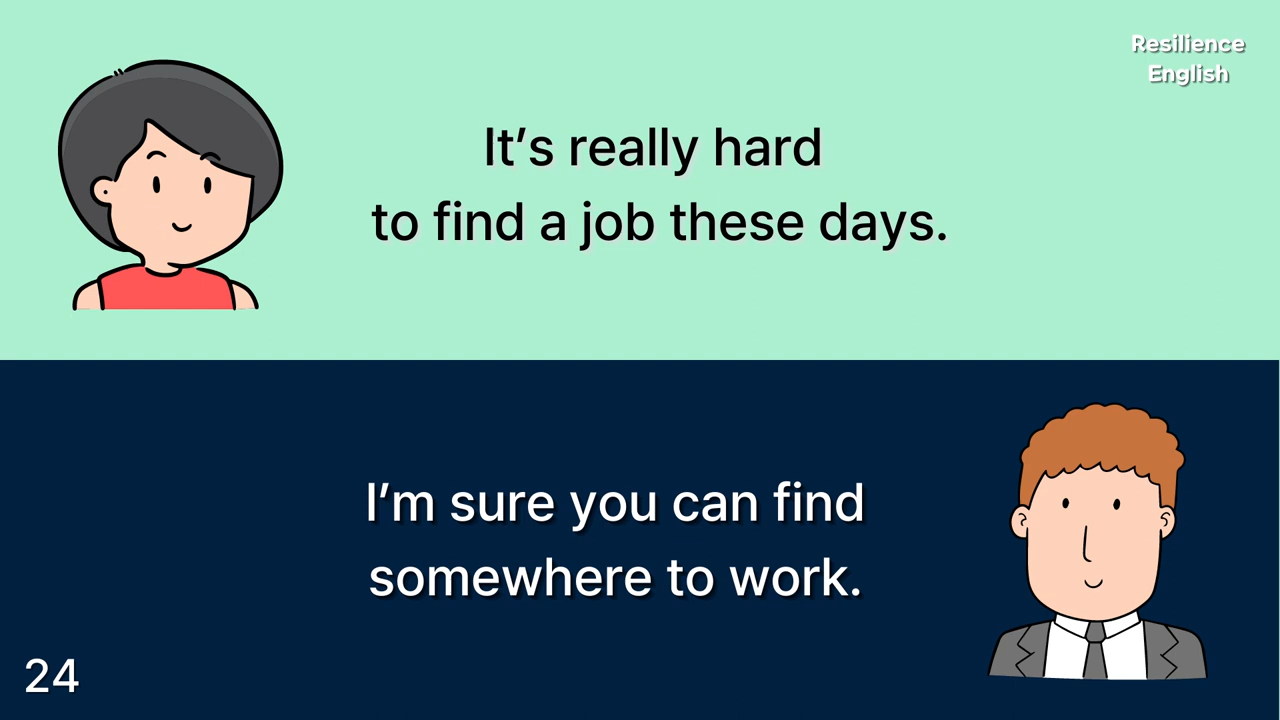 Resilience
English
It’s really hard
to find a job these days.
I’m sure you can find
somewhere to work.
24